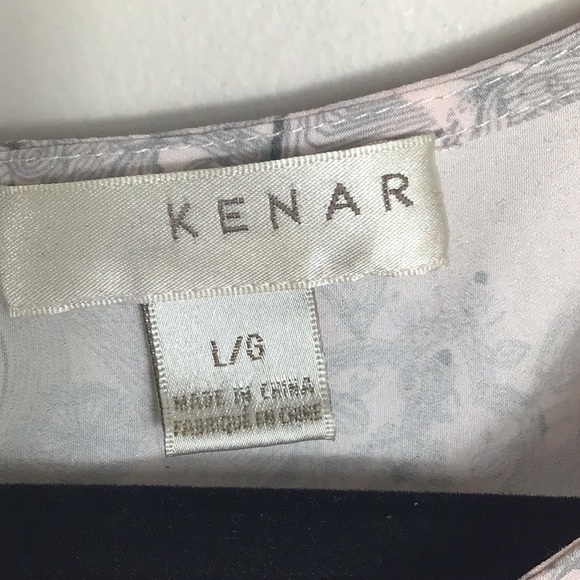 KENAR
L/G
MADE IN CHINA
FABRIQUE EN CHINE